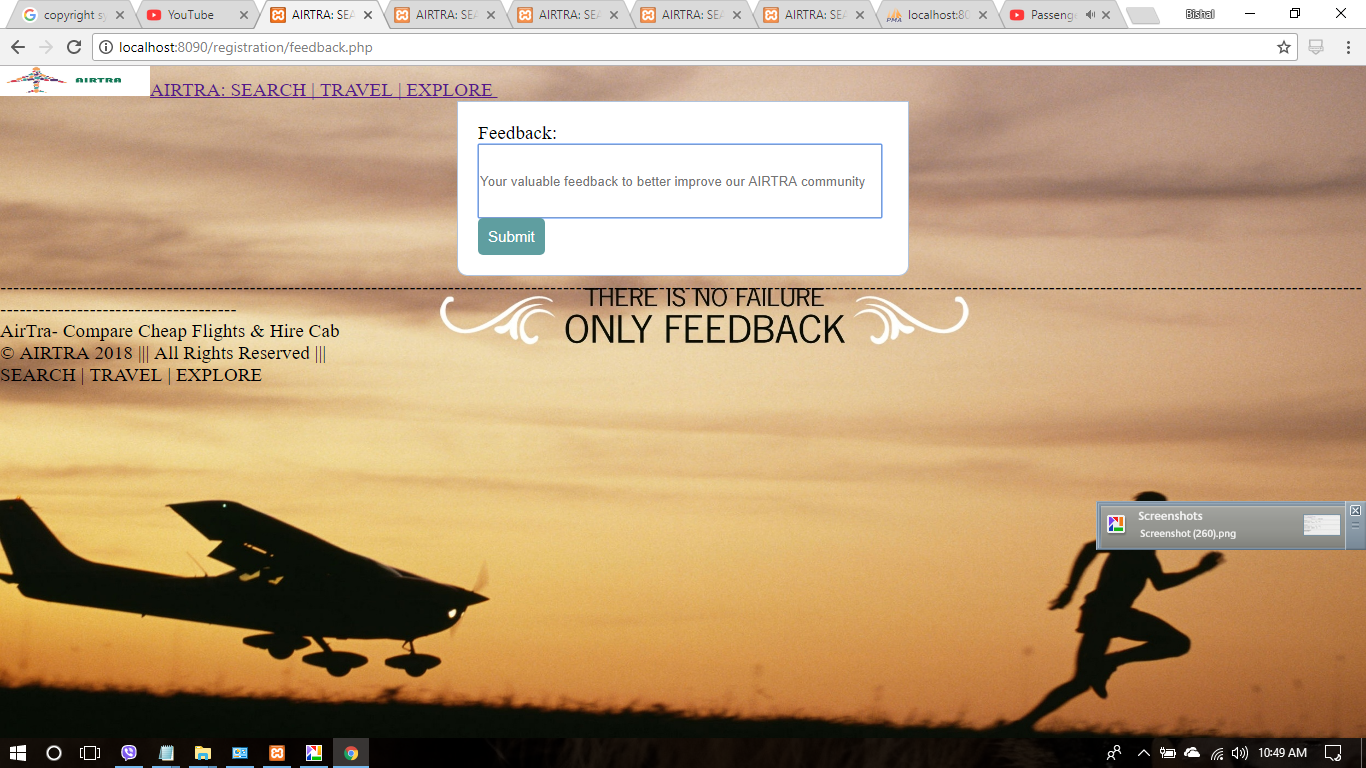 copyright sy
YouTube
AIRTRA: SEA
AIRTRA: SEA
AIRTRA: SEA
AIRTRA: SEA
AIRTRA: SEA
localhost:80
Passenge
Bishal
localhost:8090/registration/feedback.php
AIRTRA
AIRTRA: SEARCH | TRAVEL | EXPLORE
Feedback:
Your valuable feedback to better improve our AIRTRA community
Submit
THERE IS NO FAILURE
ONLY FEEDBACK
AirTra- Compare Cheap Flights & Hire Cab
© AIRTRA 2018 ||| All Rights Reserved |||
SEARCH | TRAVEL | EXPLORE
Screenshots
Screenshot (260).png
10:49 AM